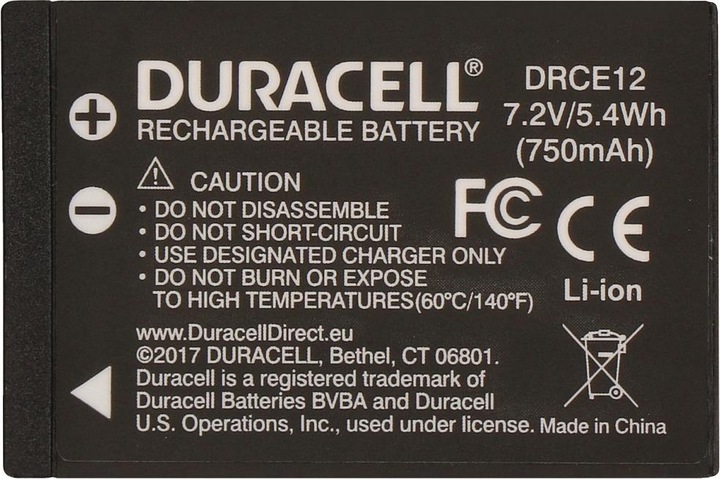 DURACELL®
RECHARGEABLE BATTERY
DRCE12
7.2V/5.4Wh
(750mAh)
+
−
CAUTION
• DO NOT DISASSEMBLE
• DO NOT SHORT-CIRCUIT
• USE DESIGNATED CHARGER ONLY
• DO NOT BURN OR EXPOSE
TO HIGH TEMPERATURES(60ºC/140ºF)
FC CE
Li-ion
www.DuracellDirect.eu
©2017 DURACELL, Bethel, CT 06801.
Duracell is a registered trademark of
Duracell Batteries BVBA and Duracell
U.S. Operations, Inc., used under license. Made in China